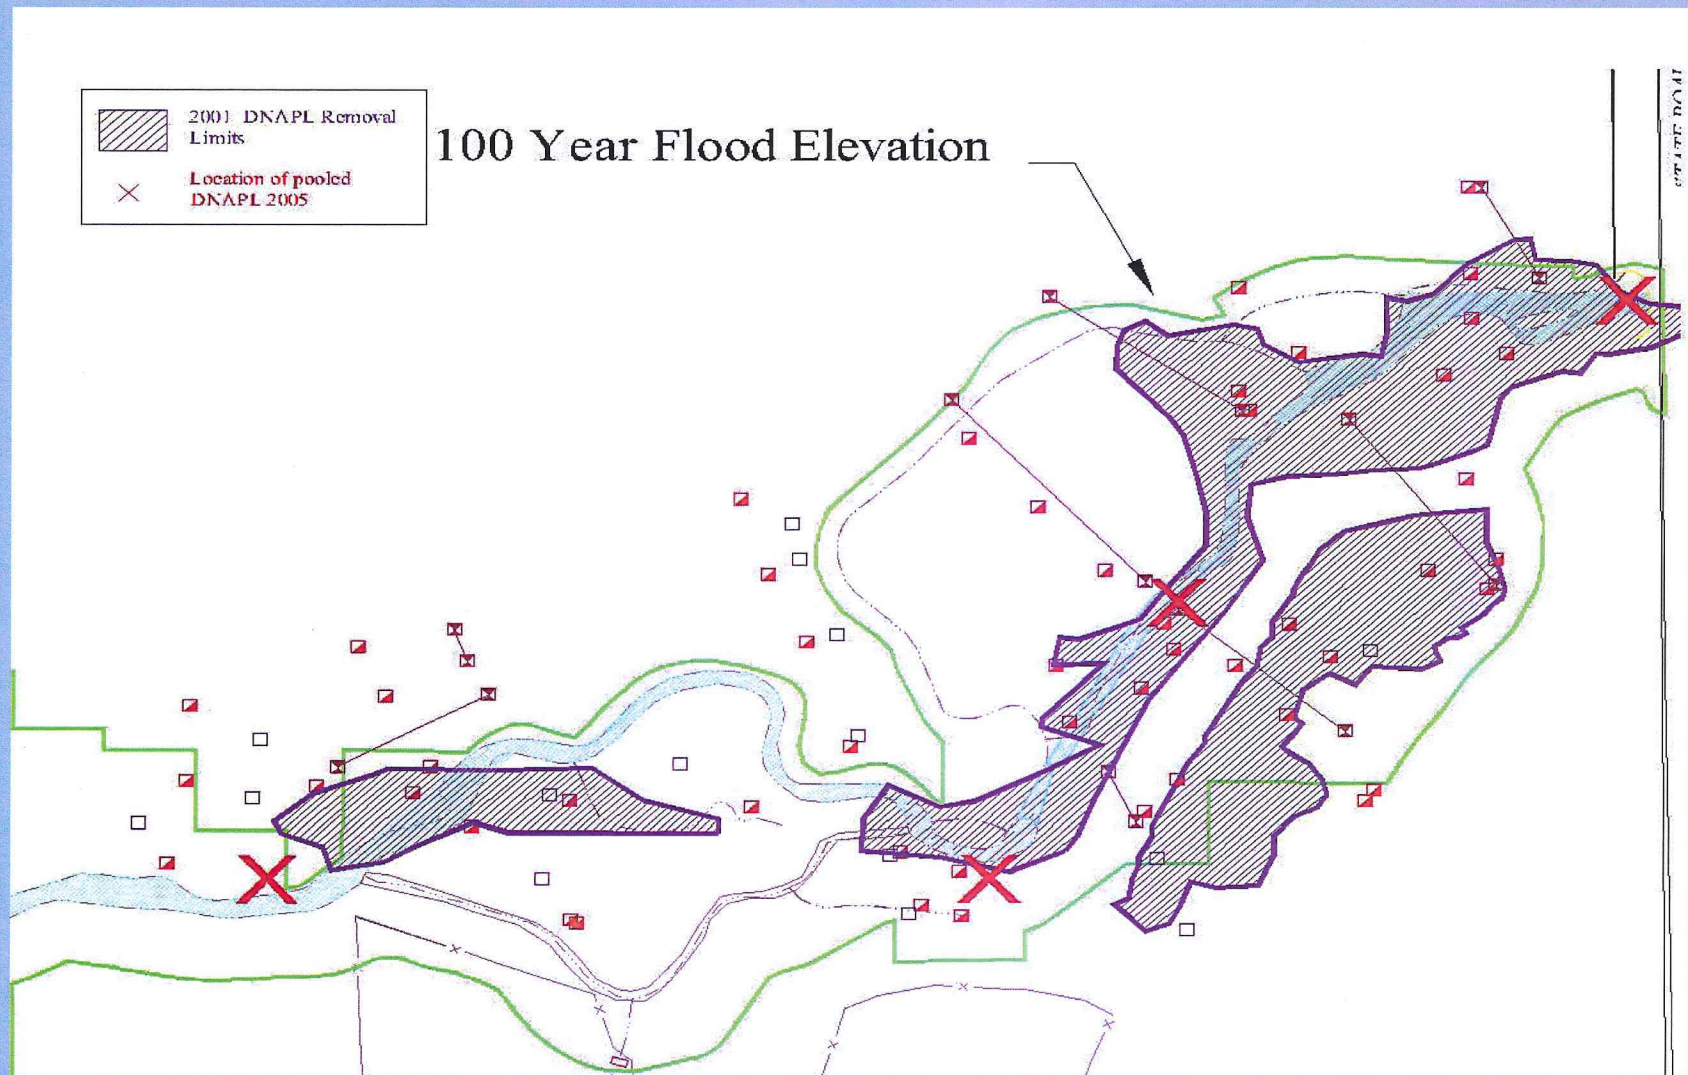 2001 DNAPL Removal
Limits
Location of pooled
DNAPL 2005
100 Year Flood Elevation